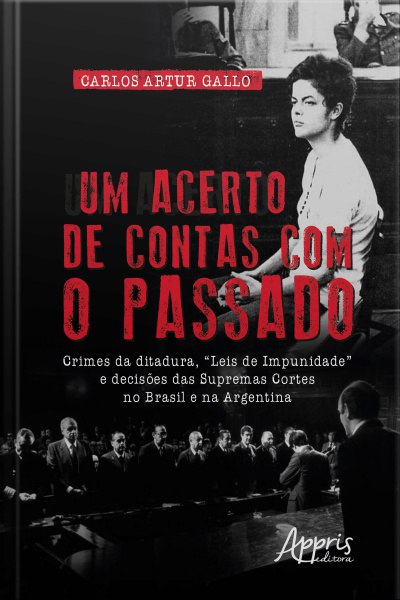 CARLOS ARTUR GALLO
UM ACERTO
DE CONTAS COM
O PASSADO
Crimes da ditadura, “Leis de Impunidade”
e decisões das Supremas Cortes
no Brasil e na Argentina
Appris
editora